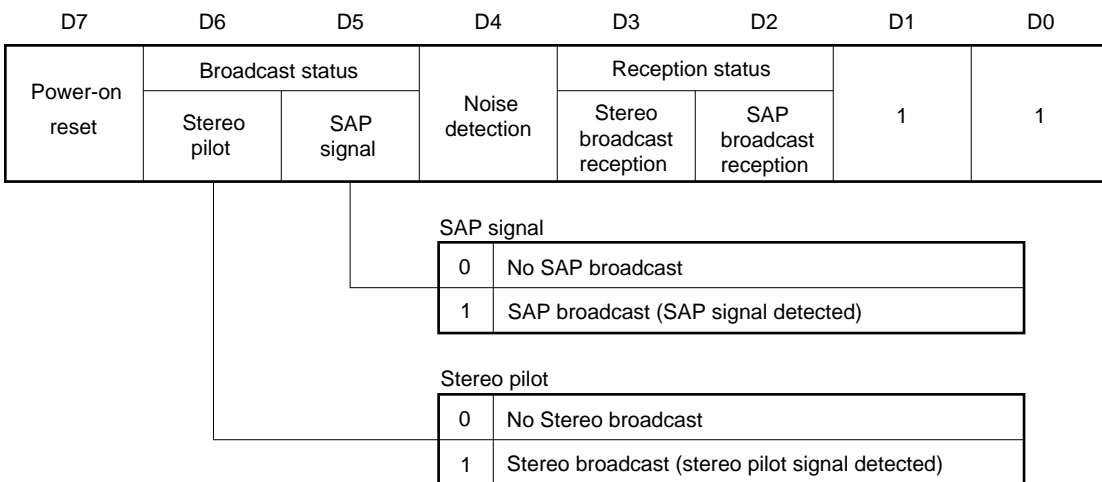 D7 D6 D5 D4 D3 D2 D1 D0
Power-on
reset
Broadcast status
Stereo
pilot
SAP
signal
Noise
detection
Reception status
Stereo
broadcast
reception
SAP
broadcast
reception
1
1
SAP signal
0 No SAP broadcast
1 SAP broadcast (SAP signal detected)
Stereo pilot
0 No Stereo broadcast
1 Stereo broadcast (stereo pilot signal detected)